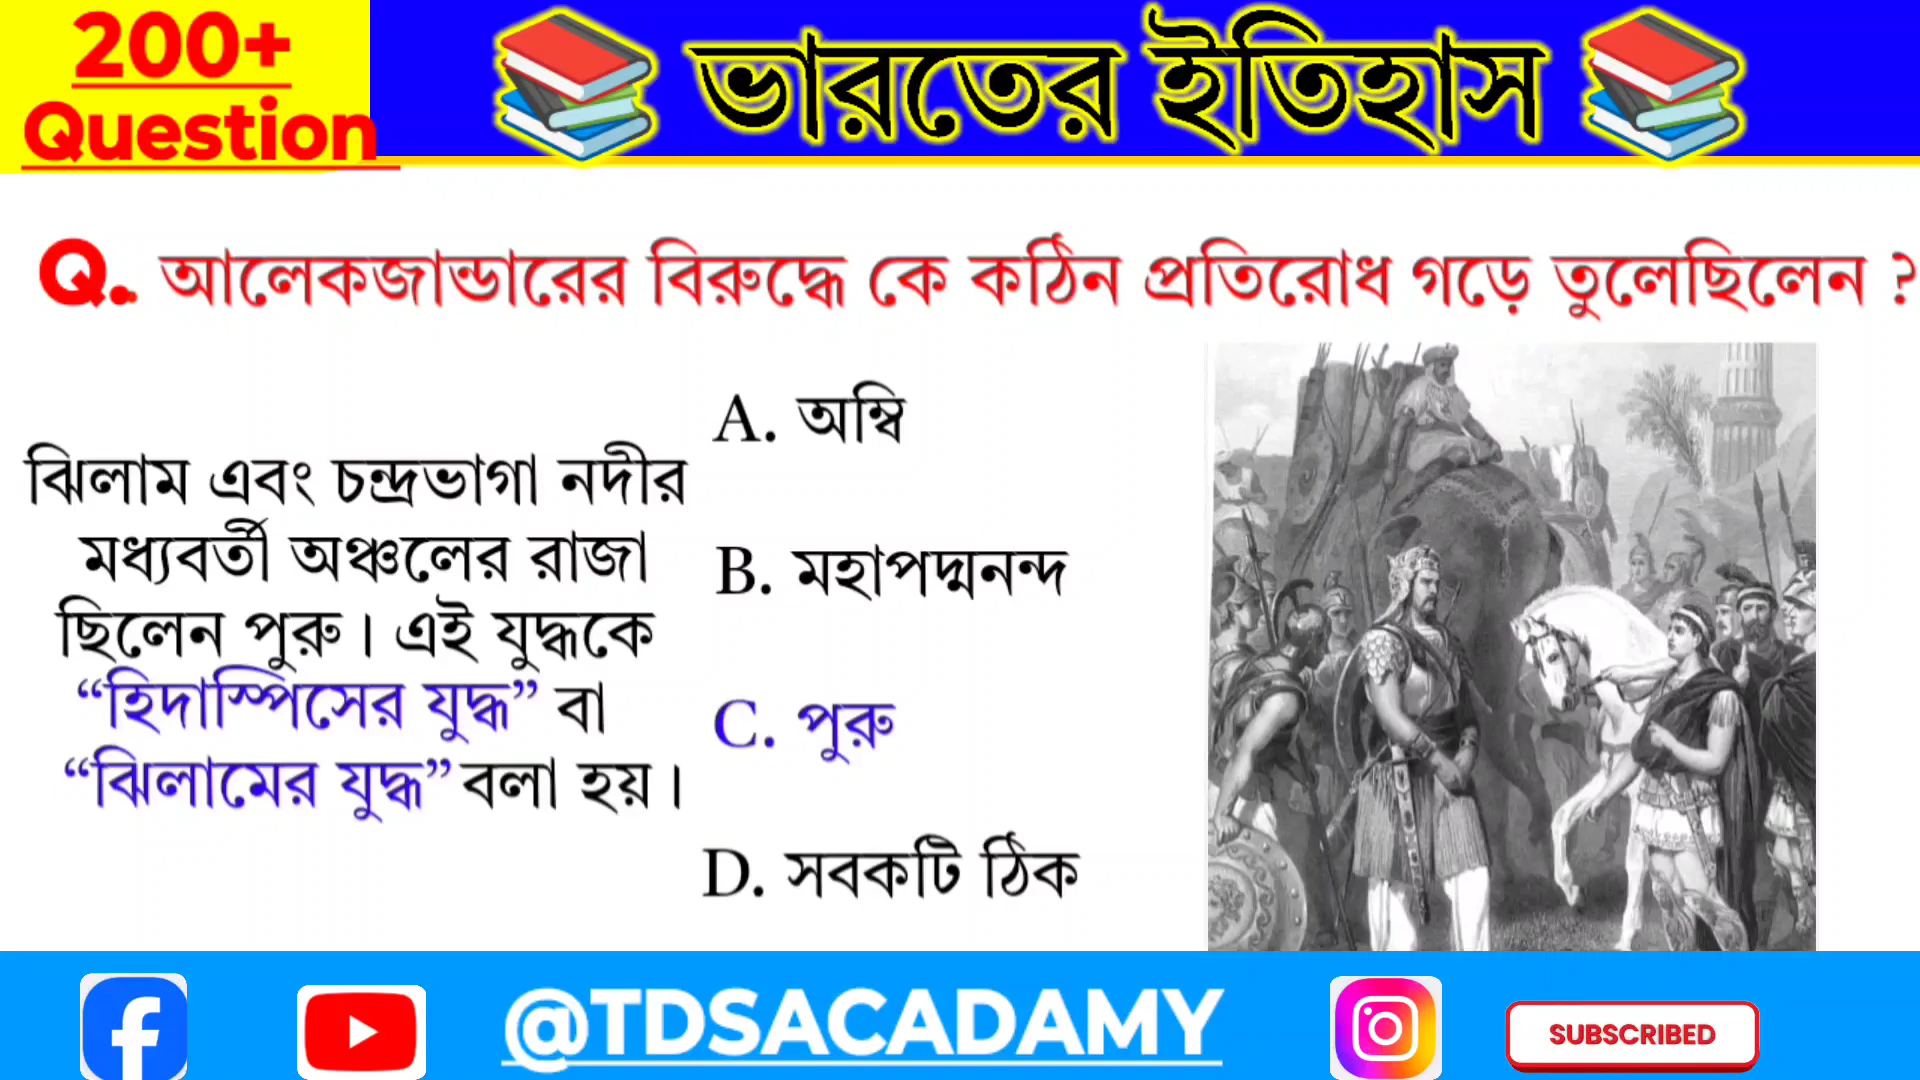 200+
Question
ভারতের ইতিহাস
Q. আলেকজান্ডারের বিরুদ্ধে কে কঠিন প্রতিরোধ গড়ে তুলেছিলেন ?
ঝিলাম এবং চন্দ্রভাগা নদীর
মধ্যবর্তী অঞ্চলের রাজা
ছিলেন পুরু। এই যুদ্ধকে
“হিদাস্পিসের যুদ্ধ” বা
“ঝিলামের যুদ্ধ” বলা হয়।
A. অম্বি
B. মহাপদ্মনন্দ
C. পুরু
D. সবকটি ঠিক
@TDSACADAMY
SUBSCRIBED